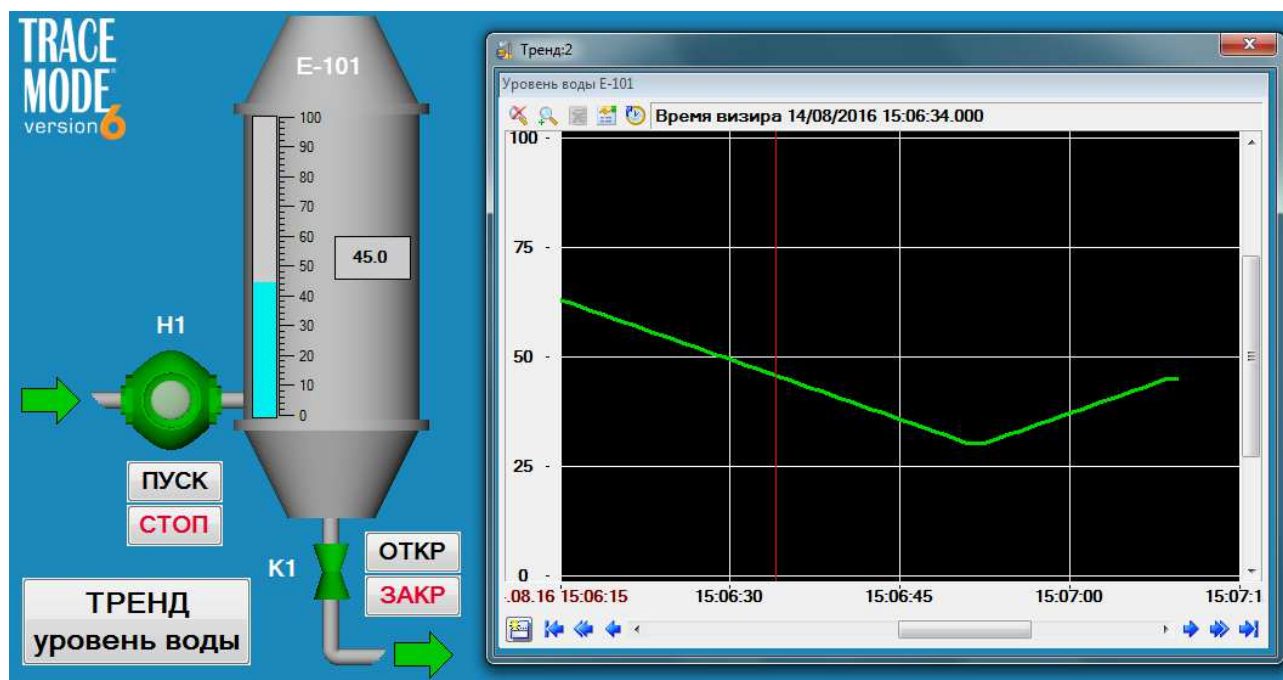 TRACE
MODE
version 6
E-101
100
90
80
70
60
50
40
30
20
10
0
45.0
H1
ПУСК
СТОП
K1
ОТКР
ЗАКР
ТРЕНД
уровень воды
Тренд:2
Уровень воды E-101
Время визира 14/08/2016 15:06:34.000
100 -
75 -
50 -
25 -
0 -
.08.16 15:06:15 15:06:30 15:06:45 15:07:00 15:07:1